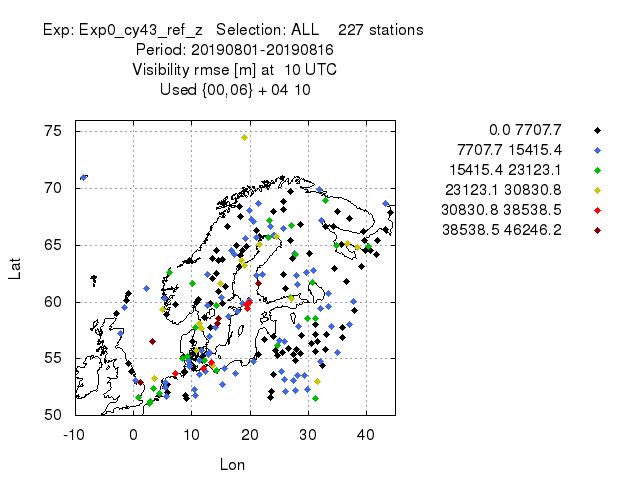 Exp: Exp0_cy43_ref_z   Selection: ALL    227 stations
Period: 20190801-20190816
Visibility rmse [m] at  10 UTC
Used {00,06} + 04 10
0.0 7707.7
7707.7 15415.4
15415.4 23123.1
23123.1 30830.8
30830.8 38538.5
38538.5 46246.2
75
70
65
60
55
50
Lat
-10 0 10 20 30 40
Lon